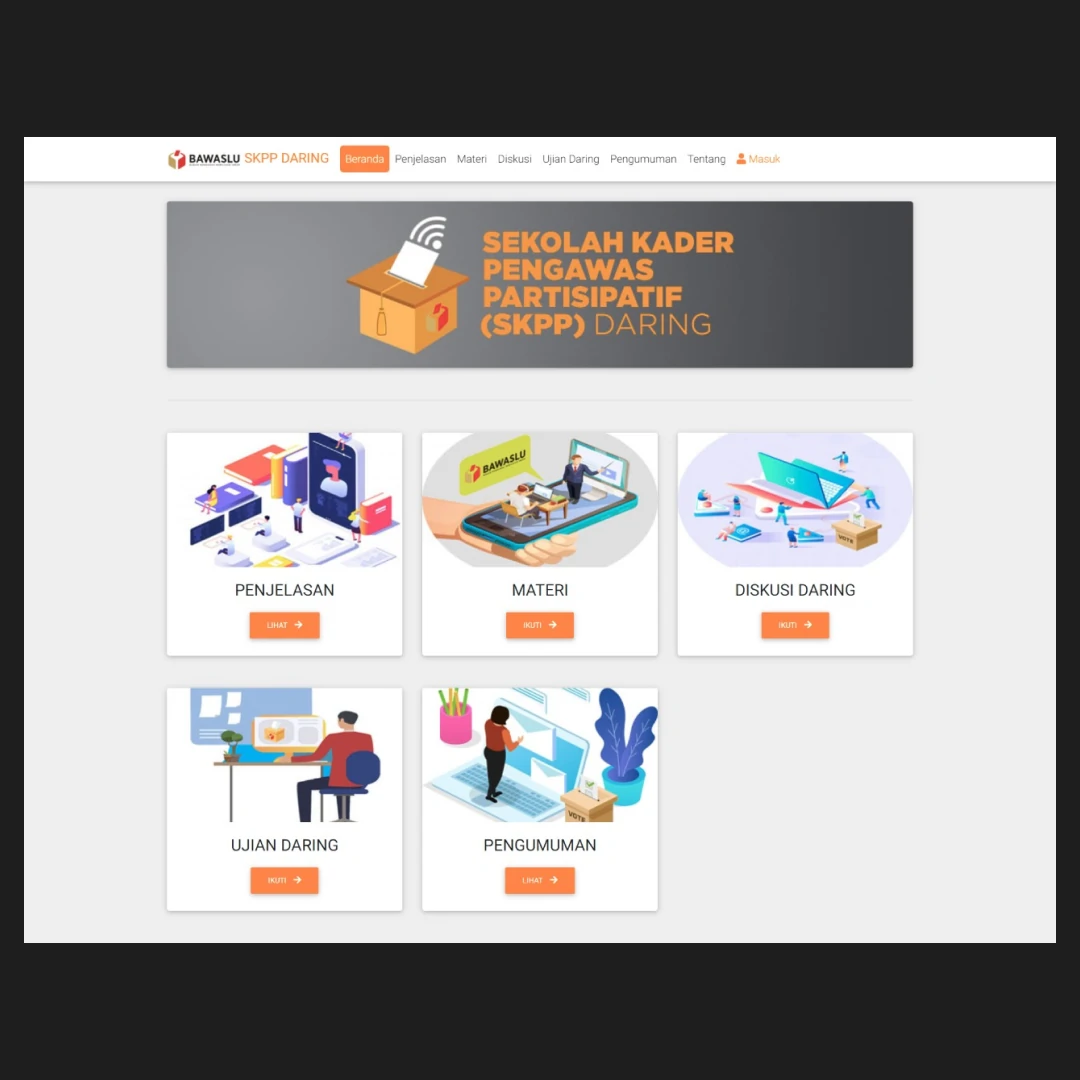 BAWASLU SKPP DARING Beranda Penjelasan Materi Diskusi Ujian Daring Pengumuman Tentang Masuk
SEKOLAH KADER
PENGAWAS
PARTISIPATIF
(SKPP) DARING
BAWASLU
VOTE
PENJELASAN
MATERI
DISKUSI DARING
LIHAT
IKUTI
IKUTI
VOTE
UJIAN DARING
PENGUMUMAN
IKUTI
LIHAT